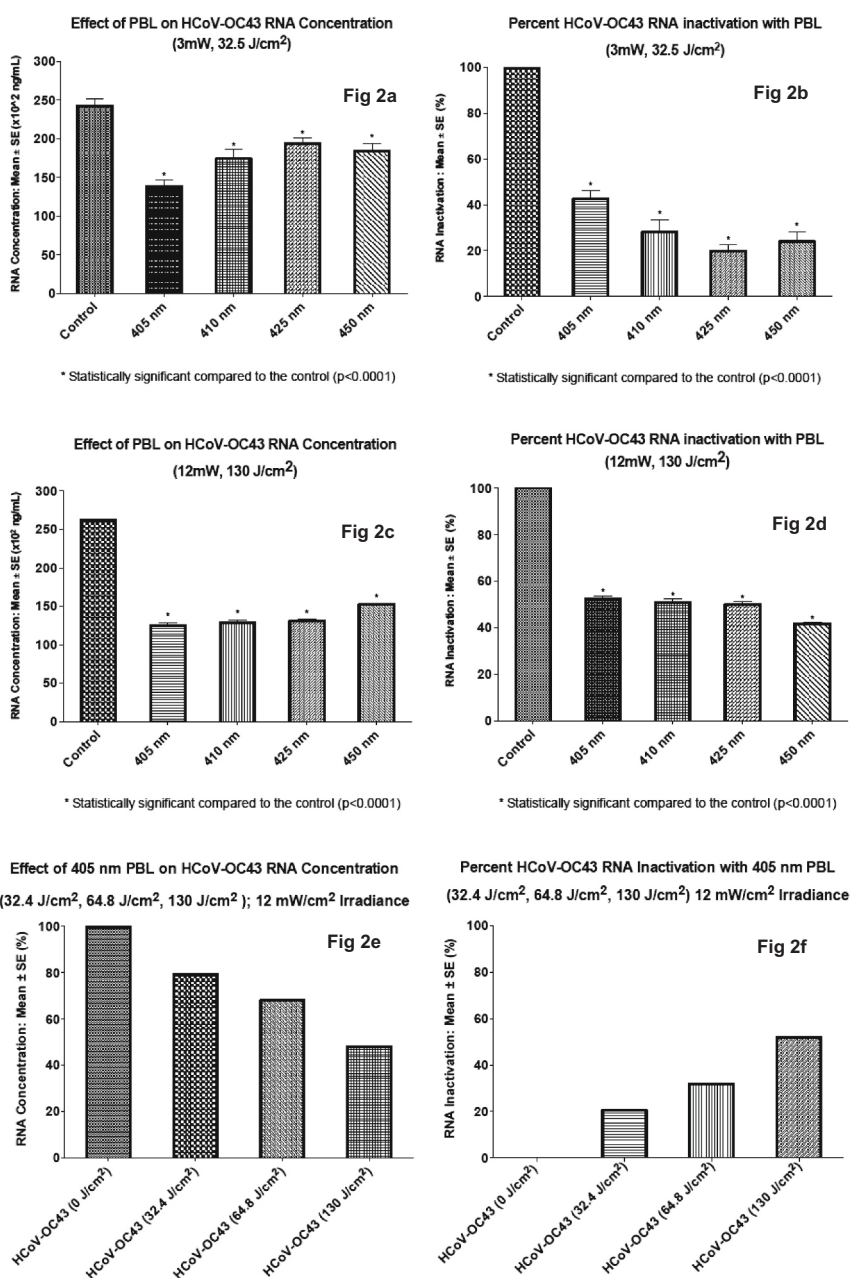 Effect of PBL on HCoV-OC43 RNA Concentration
(3mW, 32.5 J/cm²)
Fig 2a
RNA Concentration: Mean ± SE (x10^2 ng/mL)
300
250
200
150
100
50
0
*
*
*
*
Control
405 nm
410 nm
425 nm
450 nm
* Statistically significant compared to the control (p<0.0001)
Percent HCoV-OC43 RNA inactivation with PBL
(3mW, 32.5 J/cm²)
Fig 2b
RNA Inactivation : Mean ± SE (%)
100
80
60
40
20
0
*
*
*
*
Control
405 nm
410 nm
425 nm
450 nm
* Statistically significant compared to the control (p<0.0001)
Effect of PBL on HCoV-OC43 RNA Concentration
(12mW, 130 J/cm²)
Fig 2c
RNA Concentration: Mean ± SE (x10² ng/mL)
300
250
200
150
100
50
0
*
*
*
*
Control
405 nm
410 nm
425 nm
450 nm
* Statistically significant compared to the control (p<0.0001)
Percent HCoV-OC43 RNA inactivation with PBL
(12mW, 130 J/cm²)
Fig 2d
RNA Inactivation : Mean ± SE (%)
100
80
60
40
20
0
*
*
*
*
Control
405 nm
410 nm
425 nm
450 nm
* Statistically significant compared to the control (p<0.0001)
Effect of 405 nm PBL on HCoV-OC43 RNA Concentration
(32.4 J/cm², 64.8 J/cm², 130 J/cm² ); 12 mW/cm² Irradiance
Fig 2e
RNA Concentration: Mean ± SE (%)
100
80
60
40
20
0
HCoV-OC43 (0 J/cm²)
HCoV-OC43 (32.4 J/cm²)
HCoV-OC43 (64.8 J/cm²)
HCoV-OC43 (130 J/cm²)
Percent HCoV-OC43 RNA Inactivation with 405 nm PBL
(32.4 J/cm², 64.8 J/cm², 130 J/cm²) 12 mW/cm² Irradiance
Fig 2f
RNA Inactivation: Mean ± SE (%)
100
80
60
40
20
0
HCoV-OC43 (0 J/cm²)
HCoV-OC43 (32.4 J/cm²)
HCoV-OC43 (64.8 J/cm²)
HCoV-OC43 (130 J/cm²)